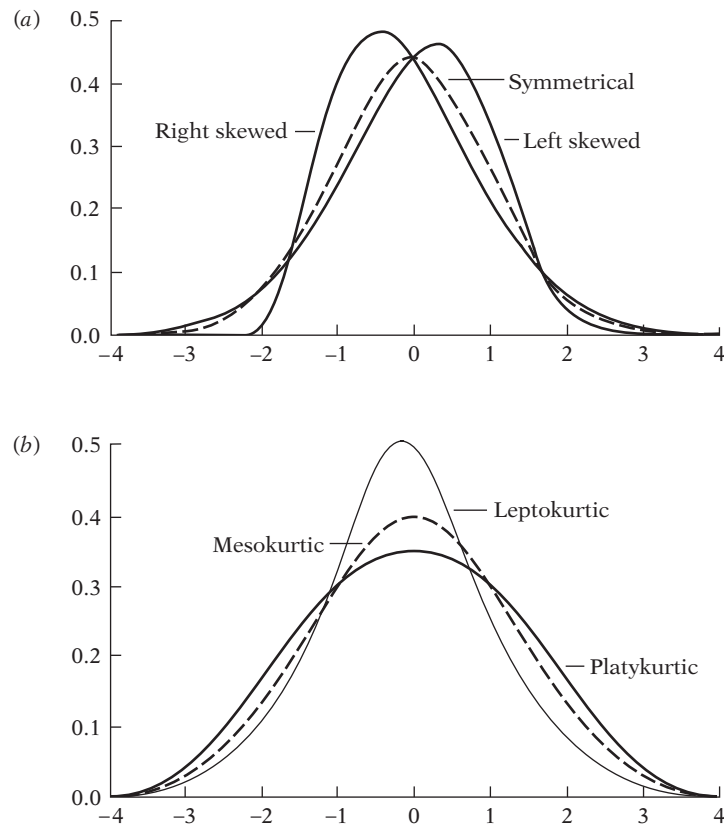 (a)
0.5
0.4
0.3
0.2
0.1
0.0
Symmetrical
Right skewed
Left skewed
–4 –3 –2 –1 0 1 2 3 4
(b)
0.5
0.4
0.3
0.2
0.1
0.0
Leptokurtic
Mesokurtic
Platykurtic
–4 –3 –2 –1 0 1 2 3 4